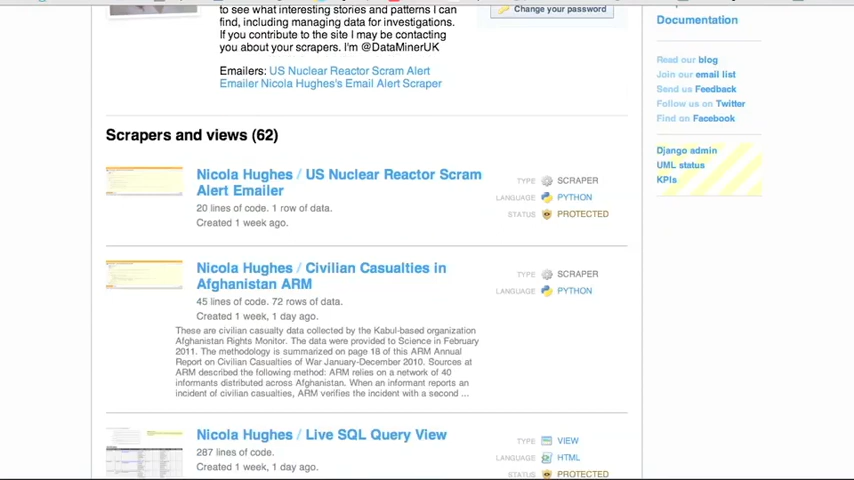 to see what interesting stories and patterns I can
find, including managing data for investigations.
If you contribute to the site I may be contacting
you about your scrapers. I'm @DataMinerUK
Change your password
Emailers: US Nuclear Reactor Scram Alert
Emailer Nicola Hughes's Email Alert Scraper
Scrapers and views (62)
Nicola Hughes / US Nuclear Reactor Scram
Alert Emailer
20 lines of code. 1 row of data.
Created 1 week ago.
TYPE SCRAPER
LANGUAGE PYTHON
STATUS PROTECTED
Nicola Hughes / Civilian Casualties in
Afghanistan ARM
45 lines of code. 72 rows of data.
Created 1 week, 1 day ago.
These are civilian casualty data collected by the Kabul-based organization
Afghanistan Rights Monitor. The data were provided to Science in February
2011. The methodology is summarized on page 18 of this ARM Annual
Report on Civilian Casualties of War January-December 2010. Sources at
ARM described the following method: ARM relies on a network of 40
informants distributed across Afghanistan. When an informant reports an
incident of civilian casualties, ARM verifies the incident with a second ...
TYPE SCRAPER
LANGUAGE PYTHON
Nicola Hughes / Live SQL Query View
287 lines of code.
Created 1 week, 1 day ago.
TYPE VIEW
LANGUAGE HTML
STATUS PROTECTED
Documentation
Read our blog
Join our email list
Send us Feedback
Follow us on Twitter
Find on Facebook
Django admin
UML status
KPIs